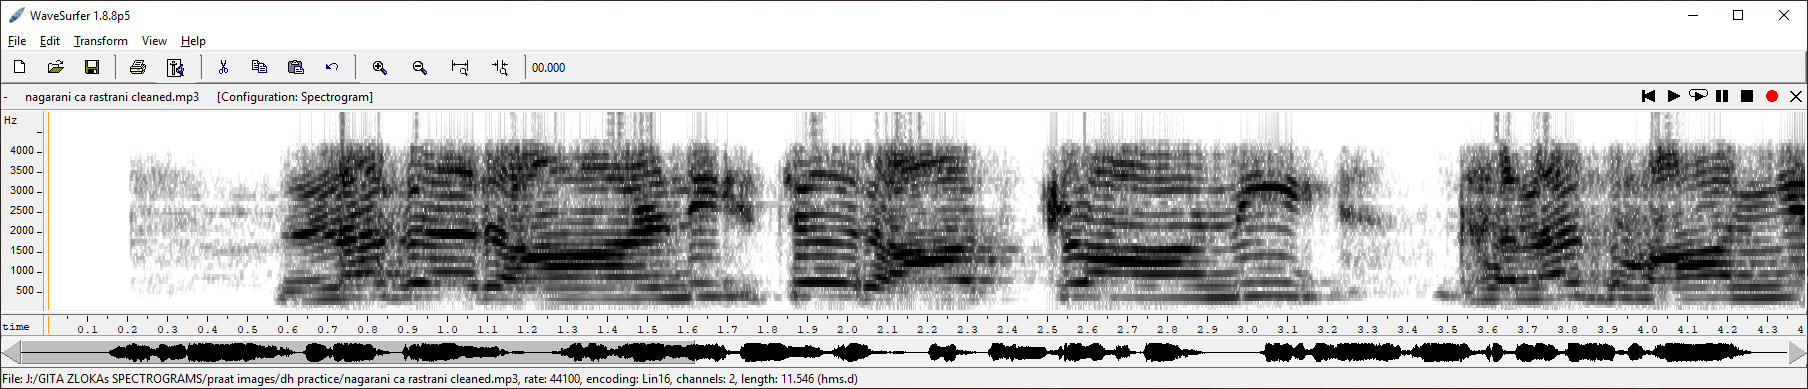 WaveSurfer 1.8.8p5
File Edit Transform View Help
00.000
- nagarani ca rastrani cleaned.mp3 [Configuration: Spectrogram]
Hz
4000
3500
3000
2500
2000
1500
1000
500
time 0.1 0.2 0.3 0.4 0.5 0.6 0.7 0.8 0.9 1.0 1.1 1.2 1.3 1.4 1.5 1.6 1.7 1.8 1.9 2.0 2.1 2.2 2.3 2.4 2.5 2.6 2.7 2.8 2.9 3.0 3.1 3.2 3.3 3.4 3.5 3.6 3.7 3.8 3.9 4.0 4.1 4.2 4.3 4
File: J:/GITA ZLOKAs SPECTROGRAMS/praat images/dh practice/nagarani ca rastrani cleaned.mp3, rate: 44100, encoding: Lin16, channels: 2, length: 11.546 (hms.d)